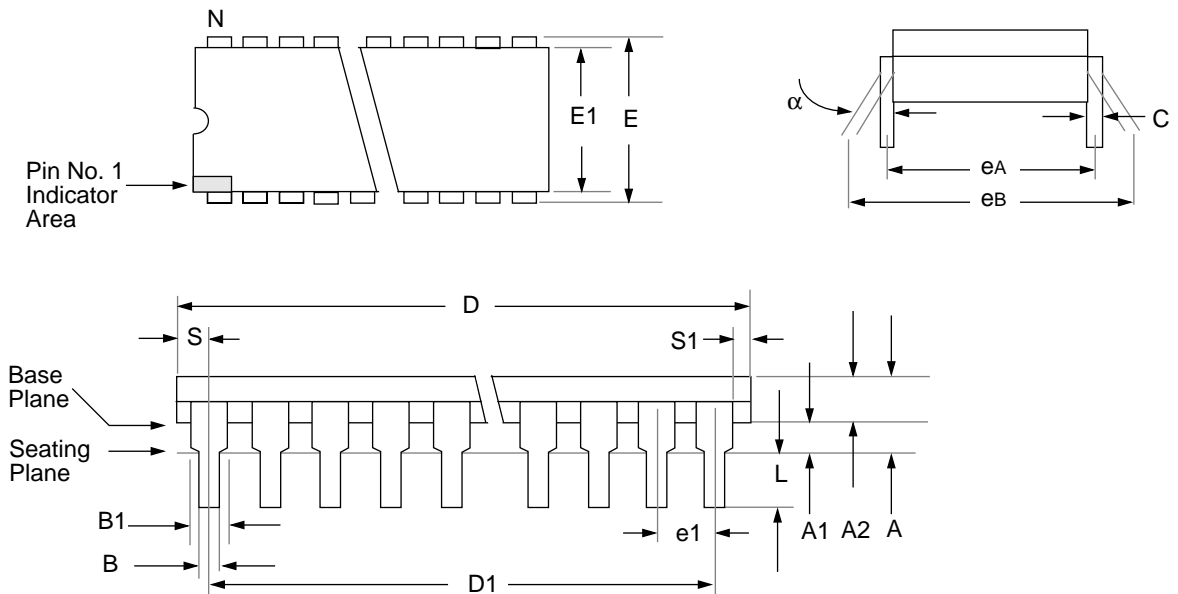 N
E1
E
Pin No. 1
Indicator
Area
α
C
eA
eB
D
S
S1
Base
Plane
Seating
Plane
L
B1
e1
A1
A2
A
B
D1